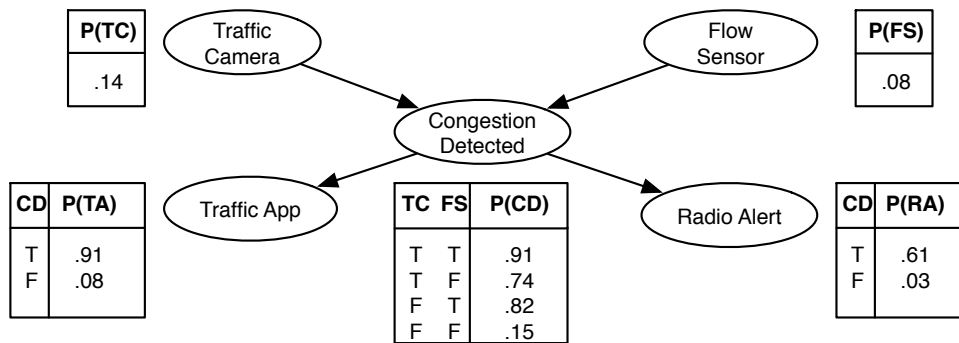 P(TC)
.14
Traffic
Camera
Flow
Sensor
P(FS)
.08
Congestion
Detected
CD P(TA)
T .91
F .08
Traffic App
TC FS P(CD)
T T .91
T F .74
F T .82
F F .15
Radio Alert
CD P(RA)
T .61
F .03